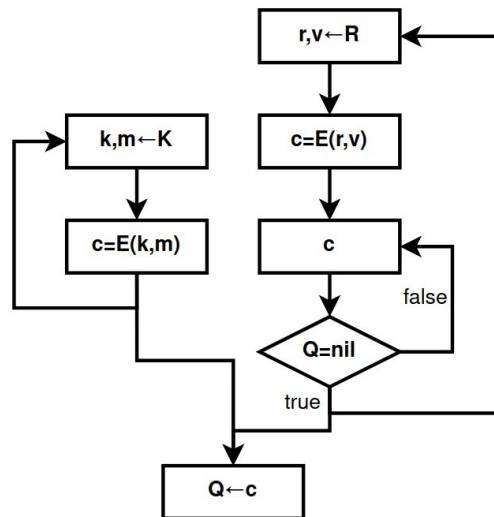 r,v←R
k,m←K
c=E(r,v)
c=E(k,m)
c
false
Q=nil
true
Q←c